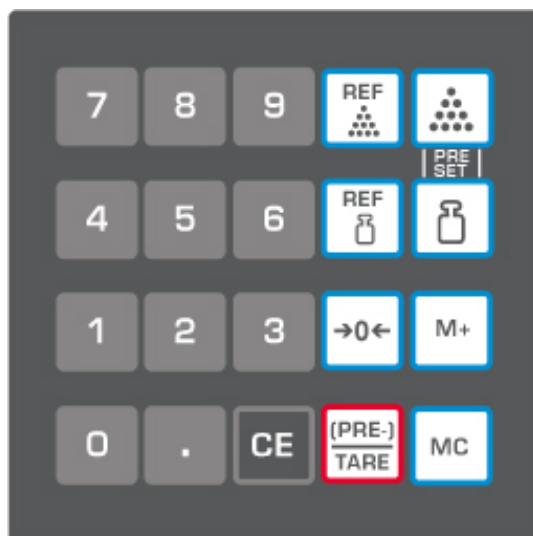 7 8 9 REF
PRE
SET
4 5 6 REF
1 2 3 →0← M+
0 . CE (PRE-) MC
TARE